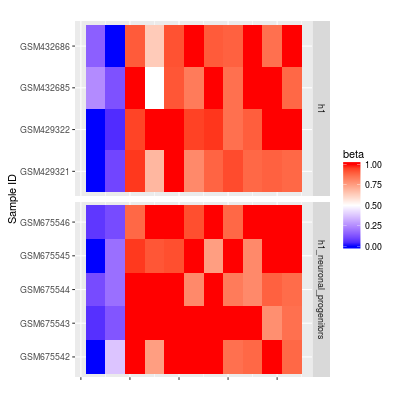 GSM432686
GSM432685
GSM429322
GSM429321
h1
GSM675546
GSM675545
GSM675544
GSM675543
GSM675542
h1_neuronal_progenitors
Sample ID
beta
1.00
0.75
0.50
0.25
0.00